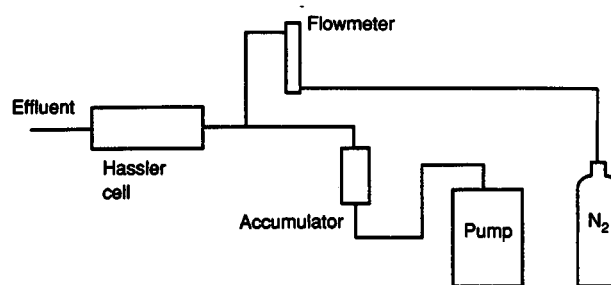 Flowmeter
Effluent
Hassler
cell
Accumulator
Pump
N₂